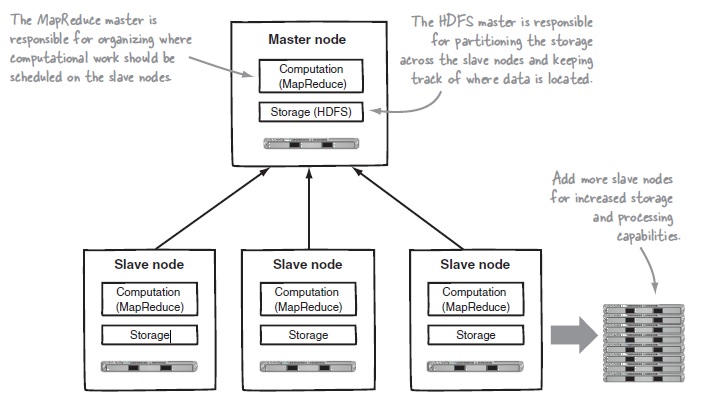 The MapReduce master is
responsible for organizing where
computational work should be
scheduled on the slave nodes.
The HDFS master is responsible
for partitioning the storage
across the slave nodes and keeping
track of where data is located.
Master node
Computation
(MapReduce)
Storage (HDFS)
Add more slave nodes
for increased storage
and processing
capabilities.
Slave node
Computation
(MapReduce)
Storage
Slave node
Computation
(MapReduce)
Storage
Slave node
Computation
(MapReduce)
Storage